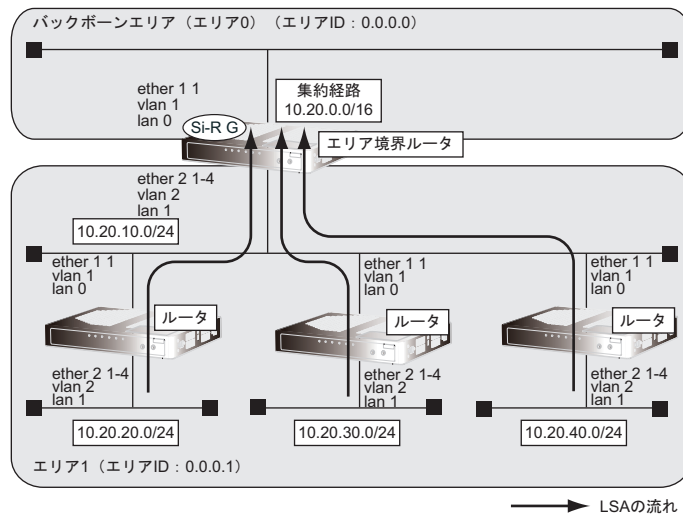 バックボーンエリア（エリア0）（エリアID：0.0.0.0）
ether 1 1
vlan 1
lan 0
集約経路
10.20.0.0/16
Si-R G
エリア境界ルータ
ether 2 1-4
vlan 2
lan 1
10.20.10.0/24
ether 1 1
vlan 1
lan 0
ether 1 1
vlan 1
lan 0
ether 1 1
vlan 1
lan 0
ルータ
ルータ
ルータ
ether 2 1-4
vlan 2
lan 1
ether 2 1-4
vlan 2
lan 1
ether 2 1-4
vlan 2
lan 1
10.20.20.0/24
10.20.30.0/24
10.20.40.0/24
エリア1（エリアID：0.0.0.1）
LSAの流れ